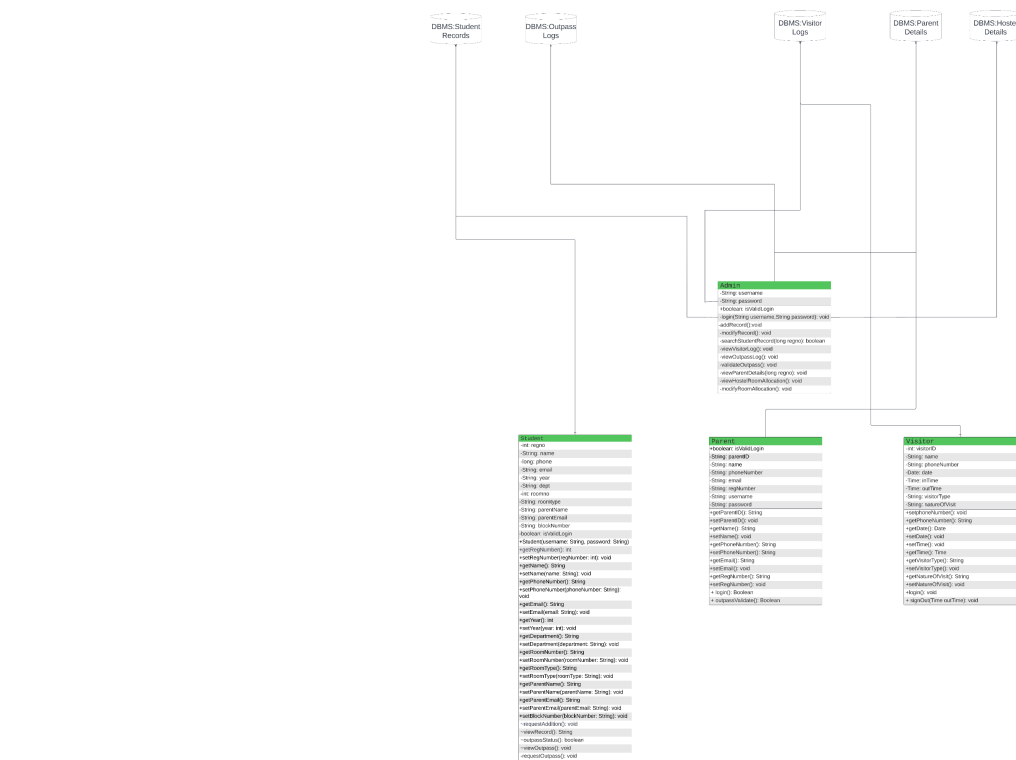 DBMS:Student
Records
DBMS:Outpass
Logs
DBMS:Visitor
Logs
DBMS:Parent
Details
DBMS:Hoste
Details
Admin
-String: username
-String: password
+boolean: isValidLogin
-login(String username,String password): void
-addRecord():void
-modifyRecord(): void
-searchStudentRecord(long regno): boolean
-viewVisitorLog(): void
-viewOutpassLog(): void
-validateOutpass(): void
-viewParentDetails(long regno): void
-viewHostelRoomAllocation(): void
-modifyRoomAllocation(): void
Student
-int: regno
-String: name
-long: phone
-String: email
-String: year
-String: dept
-int: roomno
-String: roomtype
-String: parentName
-String: parentEmail
-String: blockNumber
-boolean: isValidLogin
+Student(username: String, password: String)
+getRegNumber(): int
+setRegNumber(regNumber: int): void
+getName(): String
+setName(name: String): void
+getPhoneNumber(): String
+setPhoneNumber(phoneNumber: String):
void
+getEmail(): String
+setEmail(email: String): void
+getYear(): int
+setYear(year: int): void
+getDepartment(): String
+setDepartment(department: String): void
+getRoomNumber(): String
+setRoomNumber(roomNumber: String): void
+getRoomType(): String
+setRoomType(roomType: String): void
+getParentName(): String
+setParentName(parentName: String): void
+getParentEmail(): String
+setParentEmail(parentEmail: String): void
+setBlockNumber(blockNumber: String): void
~requestAddition(): void
~viewRecord(): String
~outpassStatus(): boolean
~viewOutpass(): void
-requestOutpass(): void
Parent
+boolean: isValidLogin
-String: parentID
-String: name
-String: phoneNumber
-String: email
-String: regNumber
-String: username
-String: password
+getParentID(): String
+setParentID(): void
+getName(): String
+setName(): void
+getPhoneNumber(): String
+setPhoneNumber(): String
+getEmail(): String
+setEmail(): void
+getRegNumber(): String
+setRegNumber(): void
+ login(): Boolean
+ outpassValidate(): Boolean
Visitor
-int: visitorID
-String: name
-String: phoneNumber
-Date: date
-Time: inTime
-Time: outTime
-String: visitorType
-String: natureOfVisit
+setphoneNumber(): void
+getPhoneNumber(): String
+getDate(): Date
+setDate(): void
+setTime(): void
+getTime(): Time
+getVisitorType(): String
+setVisitorType(): void
+getNatureOfVisit(): String
+setNatureOfVisit(): void
+login(): void
+ signOut(Time outTime): void